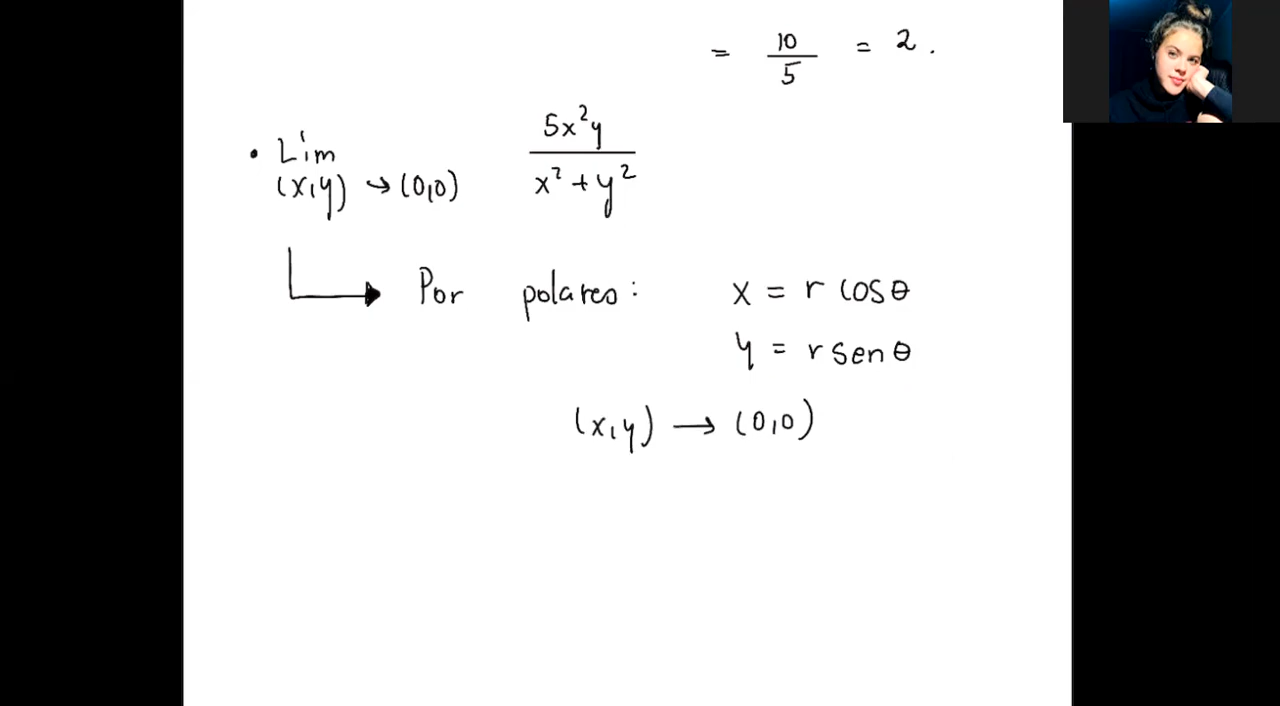 = 10/5 = 2.
• Lim (x,y) → (0,0) 5x²y / x² + y²
Por polares: x = r cosθ
y = r senθ
(x,y) → (0,0)